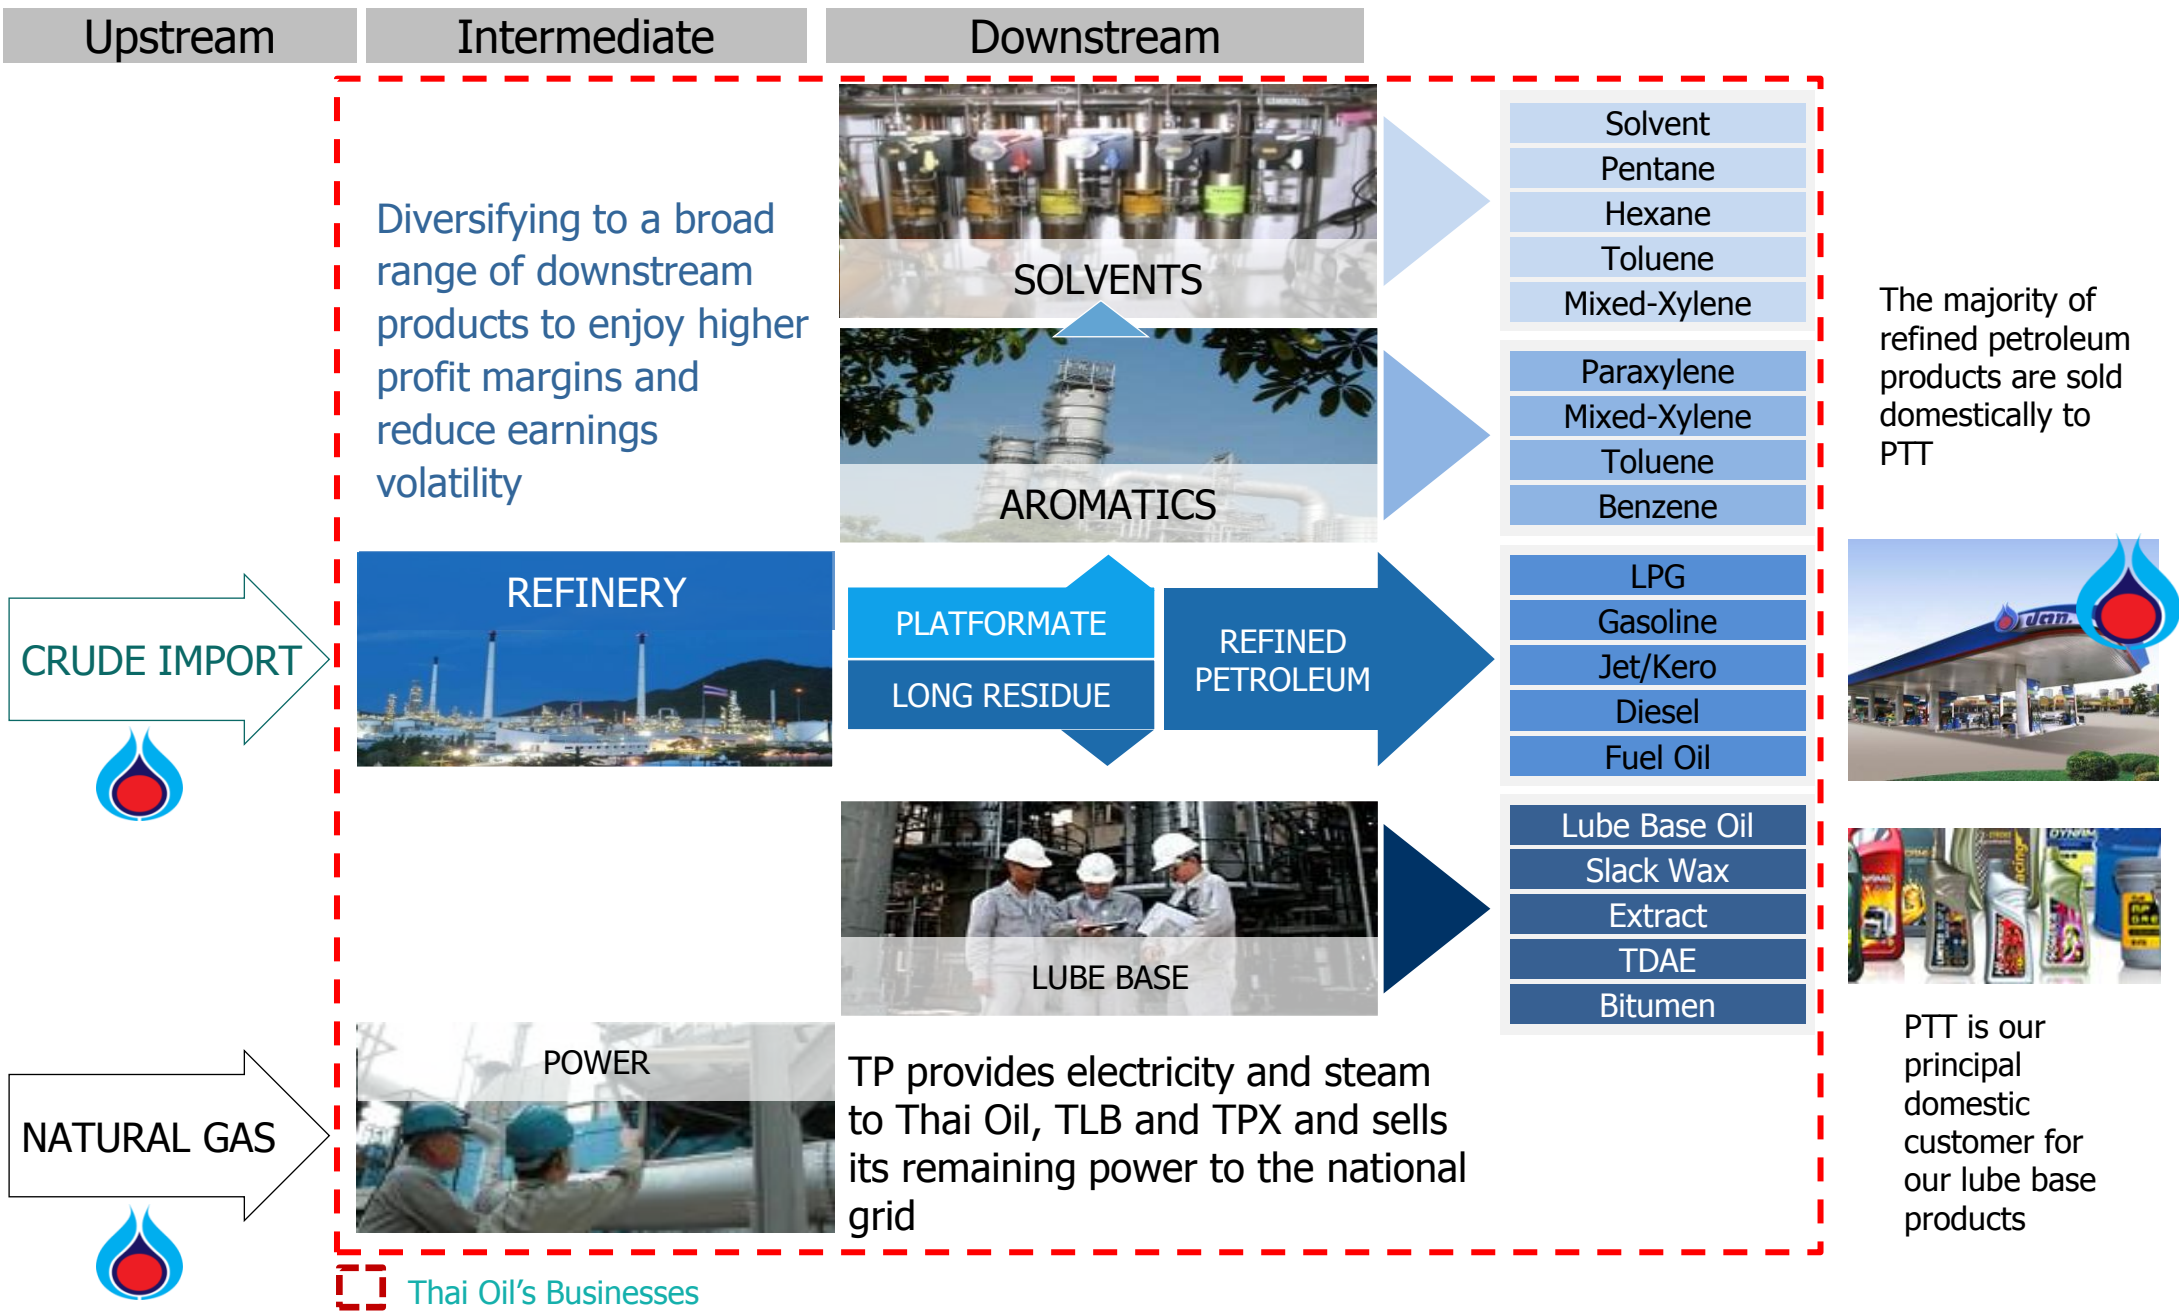 Upstream
Intermediate
Downstream
Diversifying to a broad
range of downstream
products to enjoy higher
profit margins and
reduce earnings
volatility
SOLVENTS
Solvent
Pentane
Hexane
Toluene
Mixed-Xylene
AROMATICS
Paraxylene
Mixed-Xylene
Toluene
Benzene
The majority of
refined petroleum
products are sold
domestically to
PTT
CRUDE IMPORT
REFINERY
PLATFORMATE
LONG RESIDUE
REFINED
PETROLEUM
LPG
Gasoline
Jet/Kero
Diesel
Fuel Oil
LUBE BASE
Lube Base Oil
Slack Wax
Extract
TDAE
Bitumen
NATURAL GAS
POWER
TP provides electricity and steam
to Thai Oil, TLB and TPX and sells
its remaining power to the national
grid
PTT is our
principal
domestic
customer for
our lube base
products
Thai Oil’s Businesses